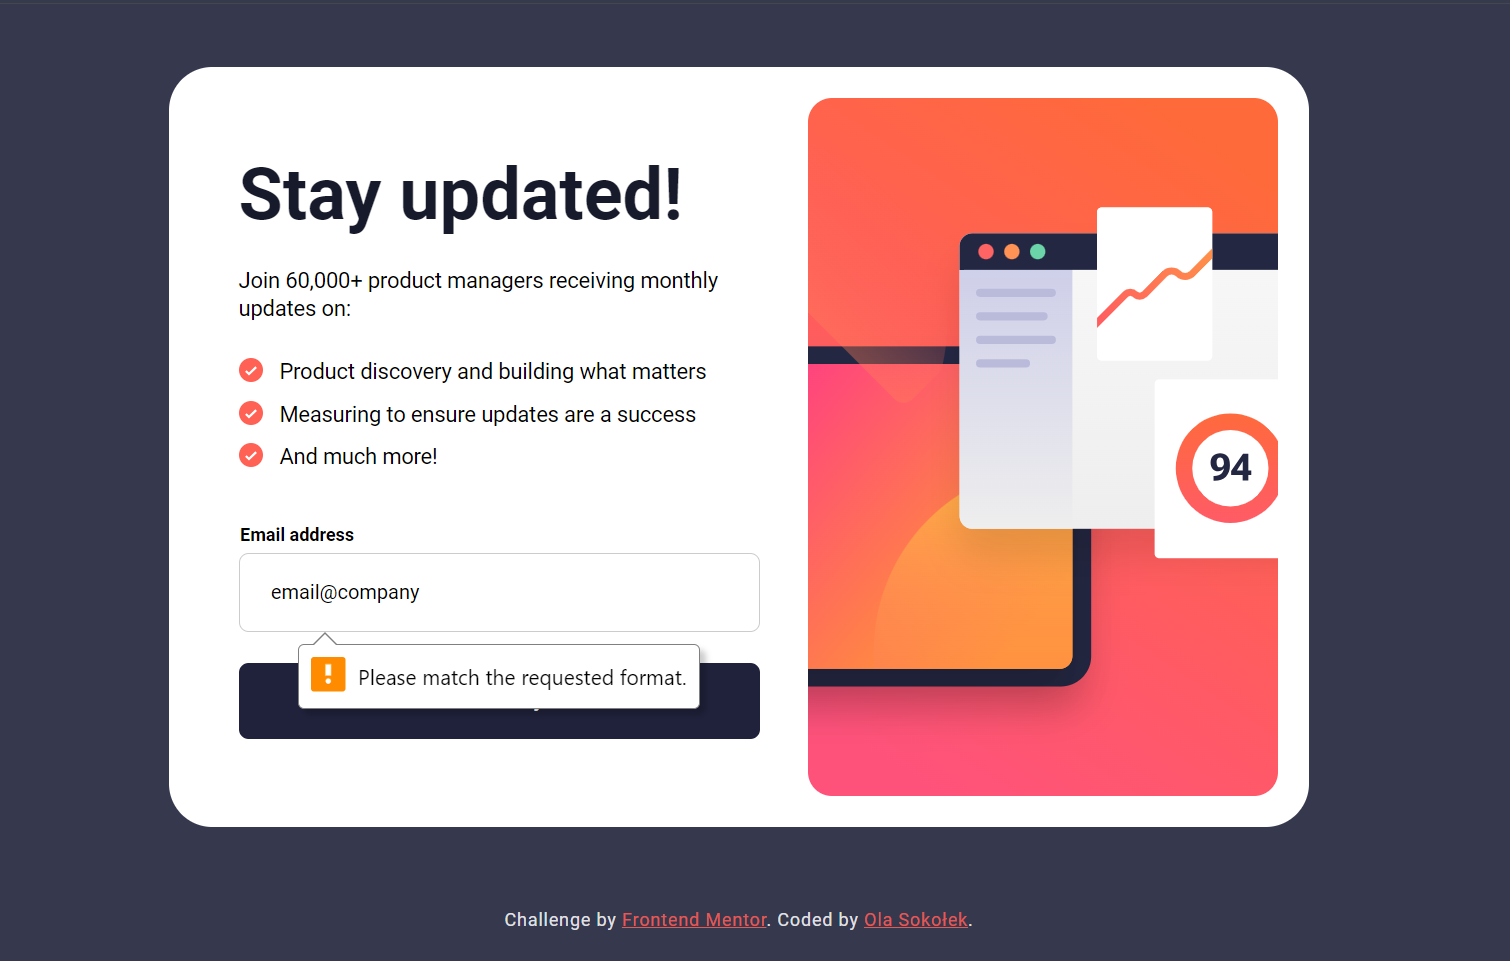 Stay updated!
Join 60,000+ product managers receiving monthly
updates on:
Product discovery and building what matters
Measuring to ensure updates are a success
And much more!
Email address
email@company
Please match the requested format.
94
Challenge by Frontend Mentor. Coded by Ola Sokołek.